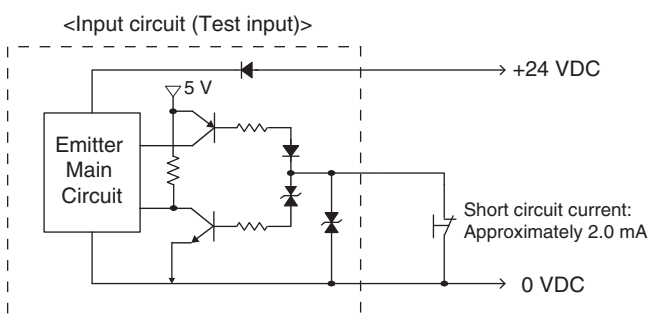 <Input circuit (Test input)>
+24 VDC
5 V
Emitter
Main
Circuit
Short circuit current:
Approximately 2.0 mA
0 VDC